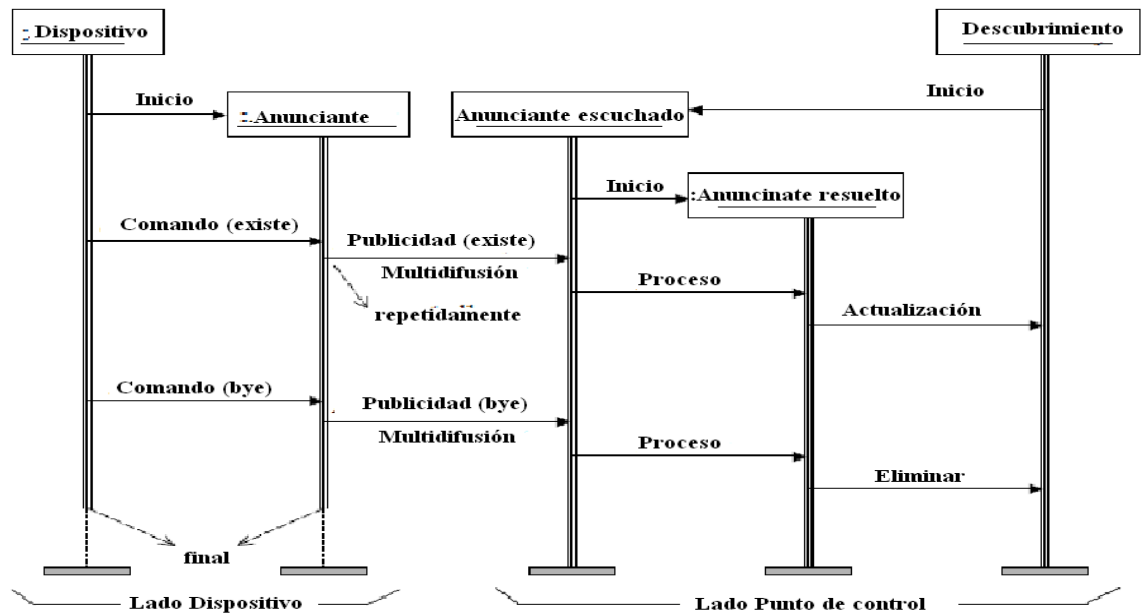 : Dispositivo
Descubrimiento
Inicio
Inicio
:.Anunciante
Anunciante escuchado
Inicio
:Anuncinate resuelto
Comando (existe)
Publicidad (existe)
Multidifusión
Proceso
repetidamente
Actualización
Comando (bye)
Publicidad (bye)
Multidifusión
Proceso
Eliminar
final
Lado Dispositivo
Lado Punto de control